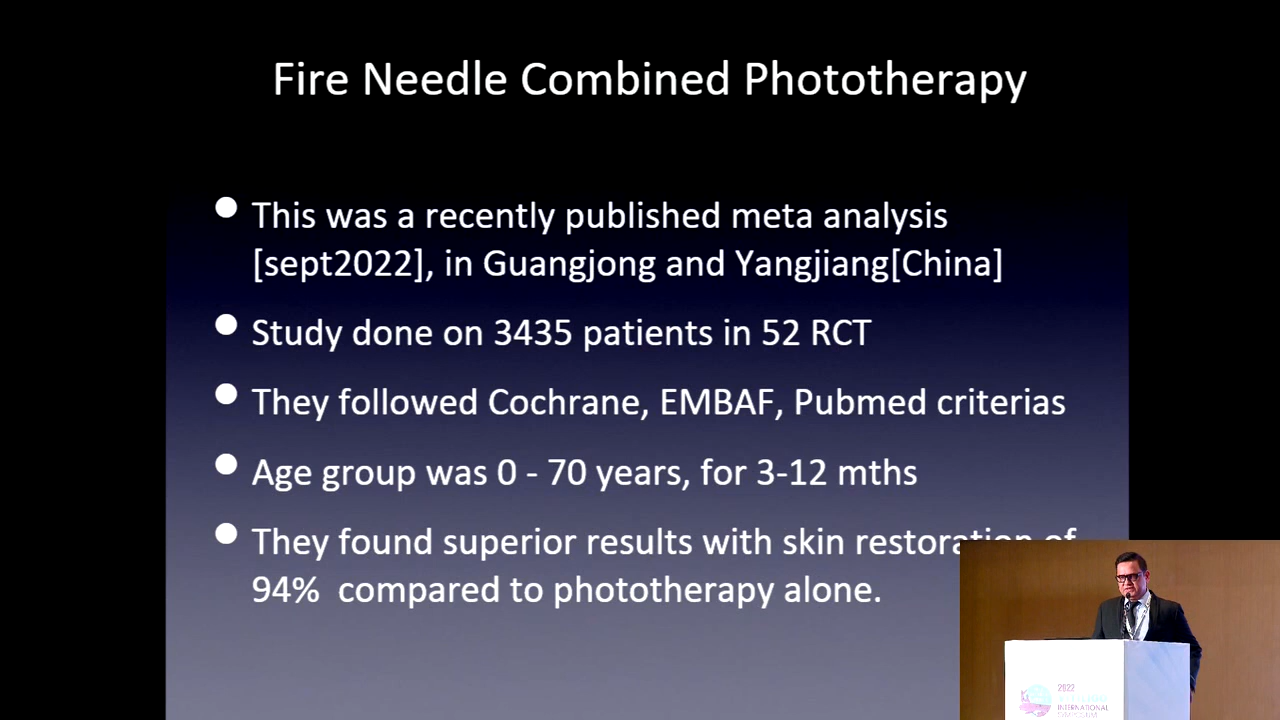 Fire Needle Combined Phototherapy
• This was a recently published meta analysis
[sept2022], in Guangjong and Yangjiang[China]
• Study done on 3435 patients in 52 RCT
• They followed Cochrane, EMBAF, Pubmed criterias
• Age group was 0 - 70 years, for 3-12 mths
• They found superior results with skin restoration of
94% compared to phototherapy alone.
2022
INTERNATIONAL